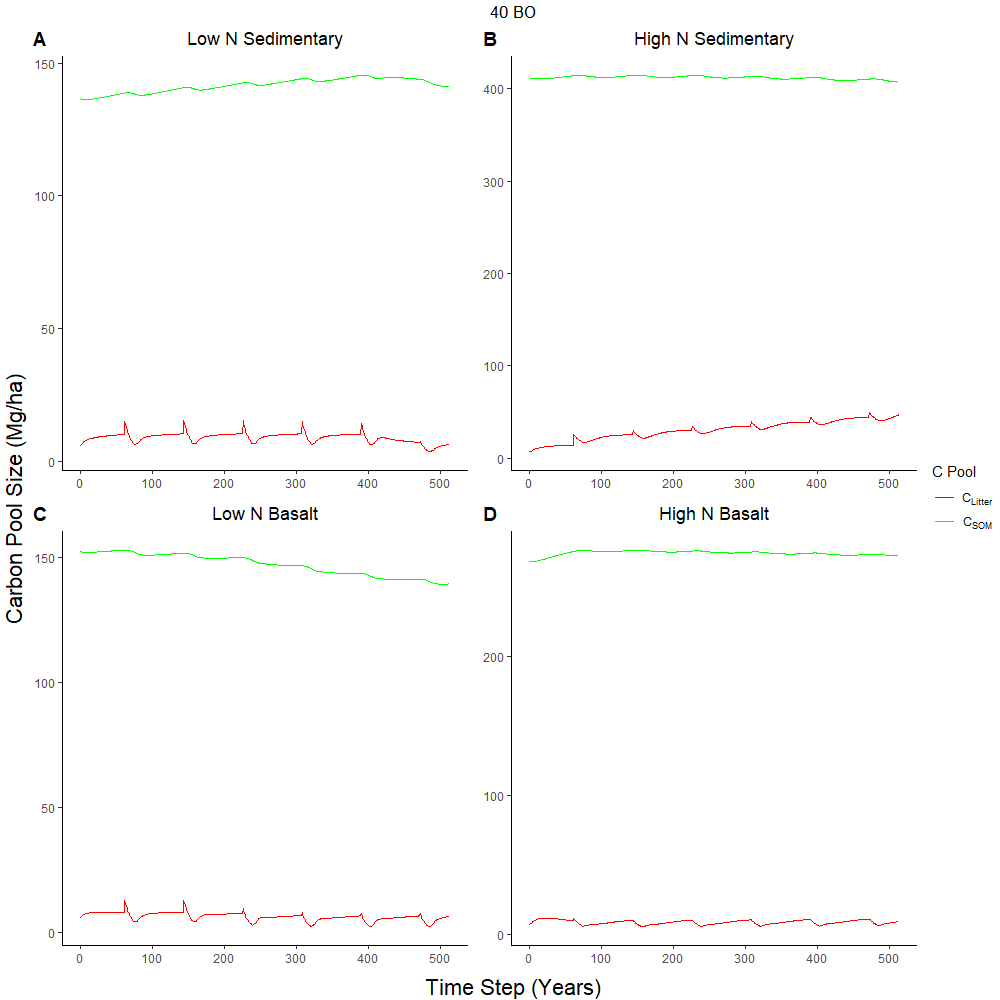 40 BO
A Low N Sedimentary
150
100
50
0
0 100 200 300 400 500
B High N Sedimentary
400
300
200
100
0
0 100 200 300 400 500
C Low N Basalt
150
100
50
0
0 100 200 300 400 500
D High N Basalt
200
100
0
0 100 200 300 400 500
Carbon Pool Size (Mg/ha)
Time Step (Years)
C Pool
CLitter
CSOM